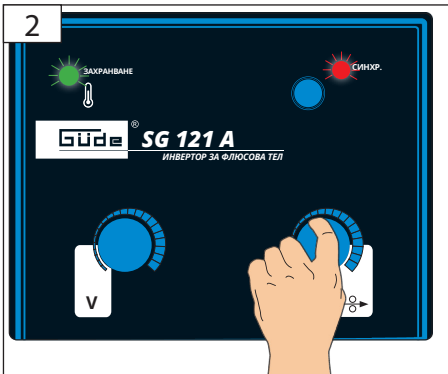 2
ЗАХРАНВАНЕ
СИНХР.
Güde ®
SG 121 A
ИНВЕРТОР ЗА ФЛЮСОВА ТЕЛ
V